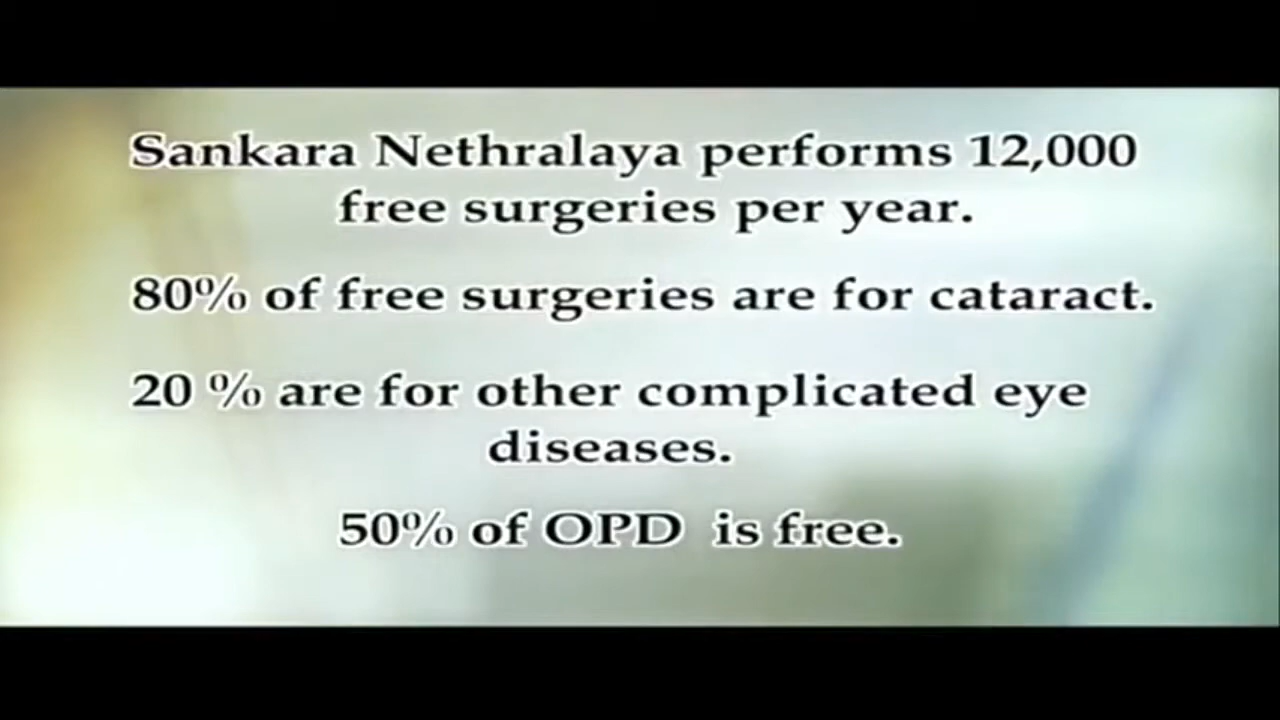 Sankara Nethralaya performs 12,000
free surgeries per year.
80% of free surgeries are for cataract.
20 % are for other complicated eye
diseases.
50% of OPD  is free.